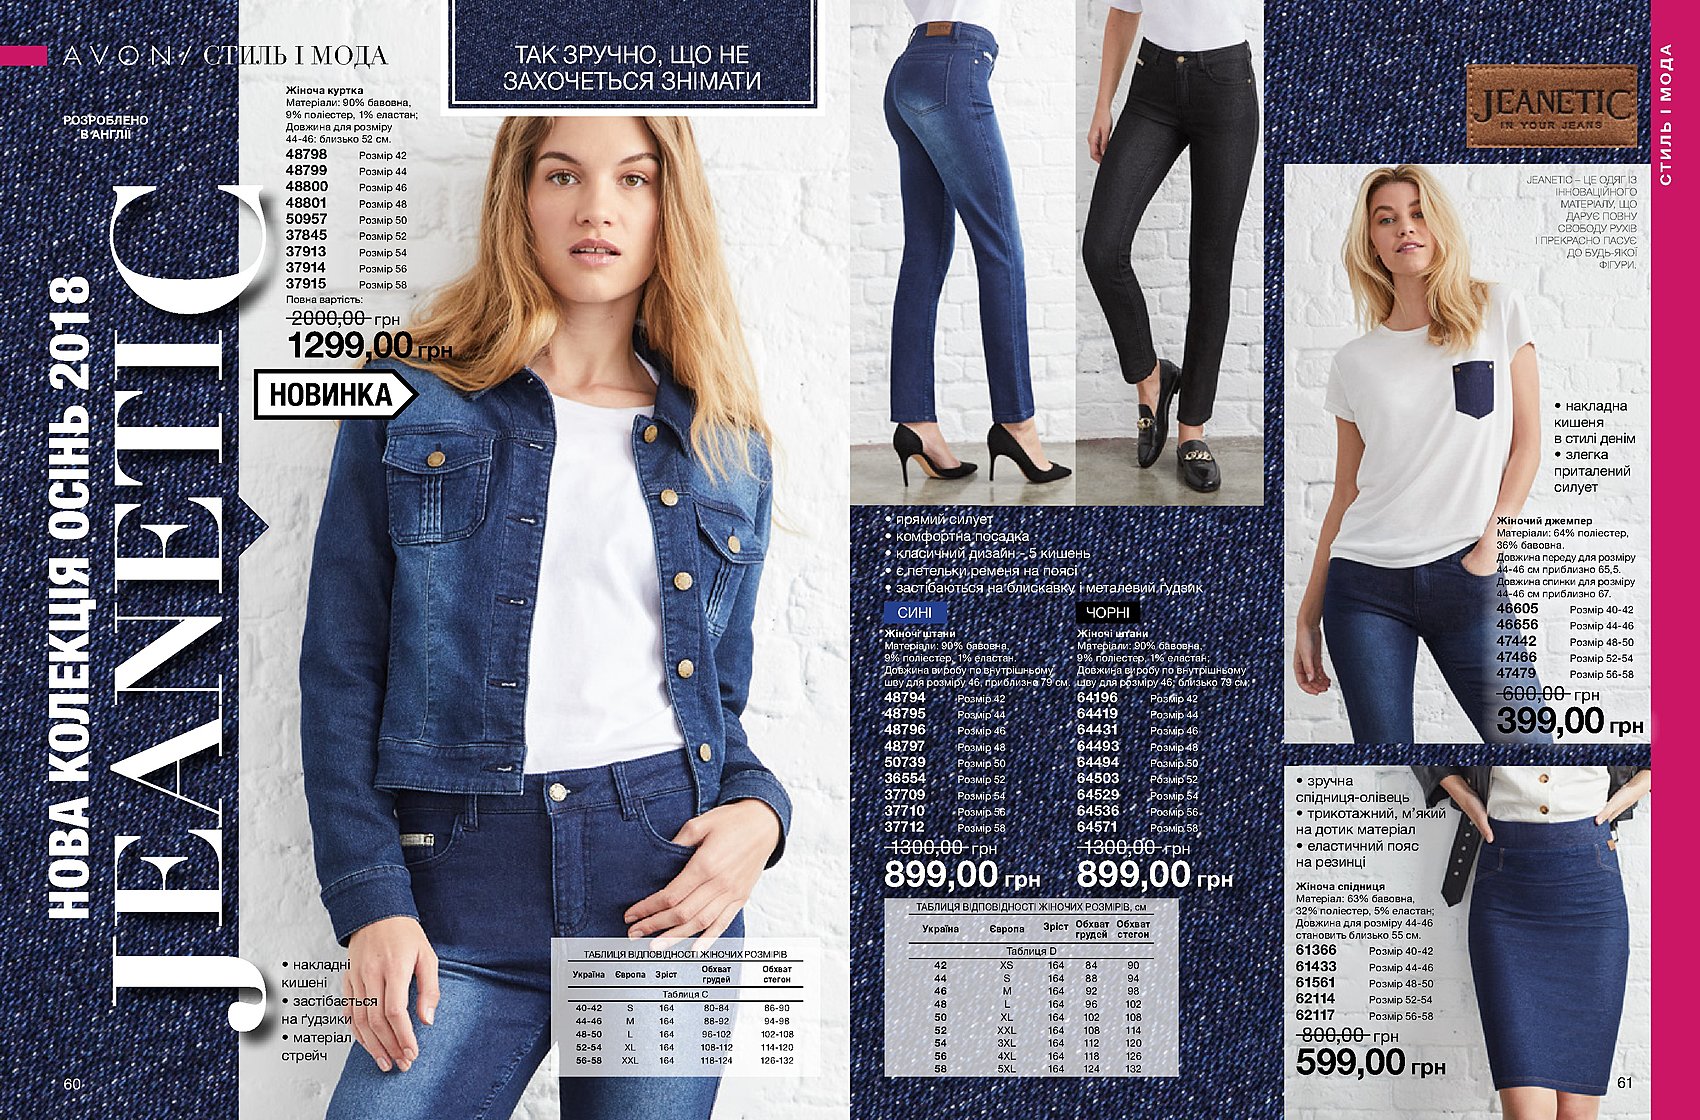 AVON / СТИЛЬ І МОДА
РОЗРОБЛЕНО
В АНГЛІЇ
НОВА КОЛЕКЦІЯ ОСІНЬ 2018
JEANETIC
ТАК ЗРУЧНО, ЩО НЕ
ЗАХОЧЕТЬСЯ ЗНІМАТИ
Жіноча куртка
Матеріали: 90% бавовна,
9% поліестер, 1% еластан;
Довжина для розміру
44-46: близько 52 см.
48798 Розмір 42
48799 Розмір 44
48800 Розмір 46
48801 Розмір 48
50957 Розмір 50
37845 Розмір 52
37913 Розмір 54
37914 Розмір 56
37915 Розмір 58
Повна вартість:
2000,00 грн
1299,00 грн
НОВИНКА
• накладні
кишені
• застібається
на ґудзики
• матеріал
стрейч
ТАБЛИЦЯ ВІДПОВІДНОСТІ ЖІНОЧИХ РОЗМІРІВ
Україна Європа Зріст Обхват грудей Обхват стегон
Таблиця C
40-42 S 164 80-84 86-90
44-46 M 164 88-92 94-98
48-50 L 164 96-102 102-108
52-54 XL 164 108-112 114-120
56-58 XXL 164 118-124 126-132
60
• прямий силует
• комфортна посадка
• класичний дизайн - 5 кишень
• є петельки ременя на поясі
• застібаються на блискавку і металевий ґудзик
СИНІ
Жіночі штани
Матеріали: 90% бавовна,
9% поліестер, 1% еластан.
Довжина виробу по внутрішньому
шву для розміру 46: приблизно 79 см.
48794 Розмір 42
48795 Розмір 44
48796 Розмір 46
48797 Розмір 48
50739 Розмір 50
36554 Розмір 52
37709 Розмір 54
37710 Розмір 56
37712 Розмір 58
1300,00 грн
899,00 грн
ЧОРНІ
Жіночі штани
Матеріали: 90% бавовна,
9% поліестер, 1% еластан;
Довжина виробу по внутрішньому
шву для розміру 46: близько 79 см.
64196 Розмір 42
64419 Розмір 44
64431 Розмір 46
64493 Розмір 48
64494 Розмір 50
64503 Розмір 52
64529 Розмір 54
64536 Розмір 56
64571 Розмір 58
1300,00 грн
899,00 грн
ТАБЛИЦЯ ВІДПОВІДНОСТІ ЖІНОЧИХ РОЗМІРІВ, см
Україна Європа Зріст Обхват грудей Обхват стегон
Таблиця D
42 XS 164 84 90
44 S 164 88 94
46 M 164 92 98
48 L 164 96 102
50 XL 164 102 108
52 XXL 164 108 114
54 3XL 164 112 120
56 4XL 164 118 126
58 5XL 164 124 132
JEANETIC
IN YOUR JEANS
СТИЛЬ І МОДА
JEANETIC – ЦЕ ОДЯГ ІЗ
ІННОВАЦІЙНОГО
МАТЕРІАЛУ, ЩО
ДАРУЄ ПОВНУ
СВОБОДУ РУХІВ
І ПРЕКРАСНО ПАСУЄ
ДО БУДЬ-ЯКОЇ
ФІГУРИ.
• накладна
кишеня
в стилі денім
• злегка
приталений
силует
Жіночий джемпер
Матеріали: 64% поліестер,
36% бавовна.
Довжина переду для розміру
44-46 см приблизно 65,5.
Довжина спинки для розміру
44-46 см приблизно 67.
46605 Розмір 40-42
46656 Розмір 44-46
47442 Розмір 48-50
47466 Розмір 52-54
47479 Розмір 56-58
600,00 грн
399,00 грн
• зручна
спідниця-олівець
• трикотажний, м'який
на дотик матеріал
• еластичний пояс
на резинці
Жіноча спідниця
Матеріал: 63% бавовна,
32% поліестер, 5% еластан;
Довжина для розміру 44-46
становить близько 55 см.
61366 Розмір 40-42
61433 Розмір 44-46
61561 Розмір 48-50
62114 Розмір 52-54
62117 Розмір 56-58
800,00 грн
599,00 грн
61